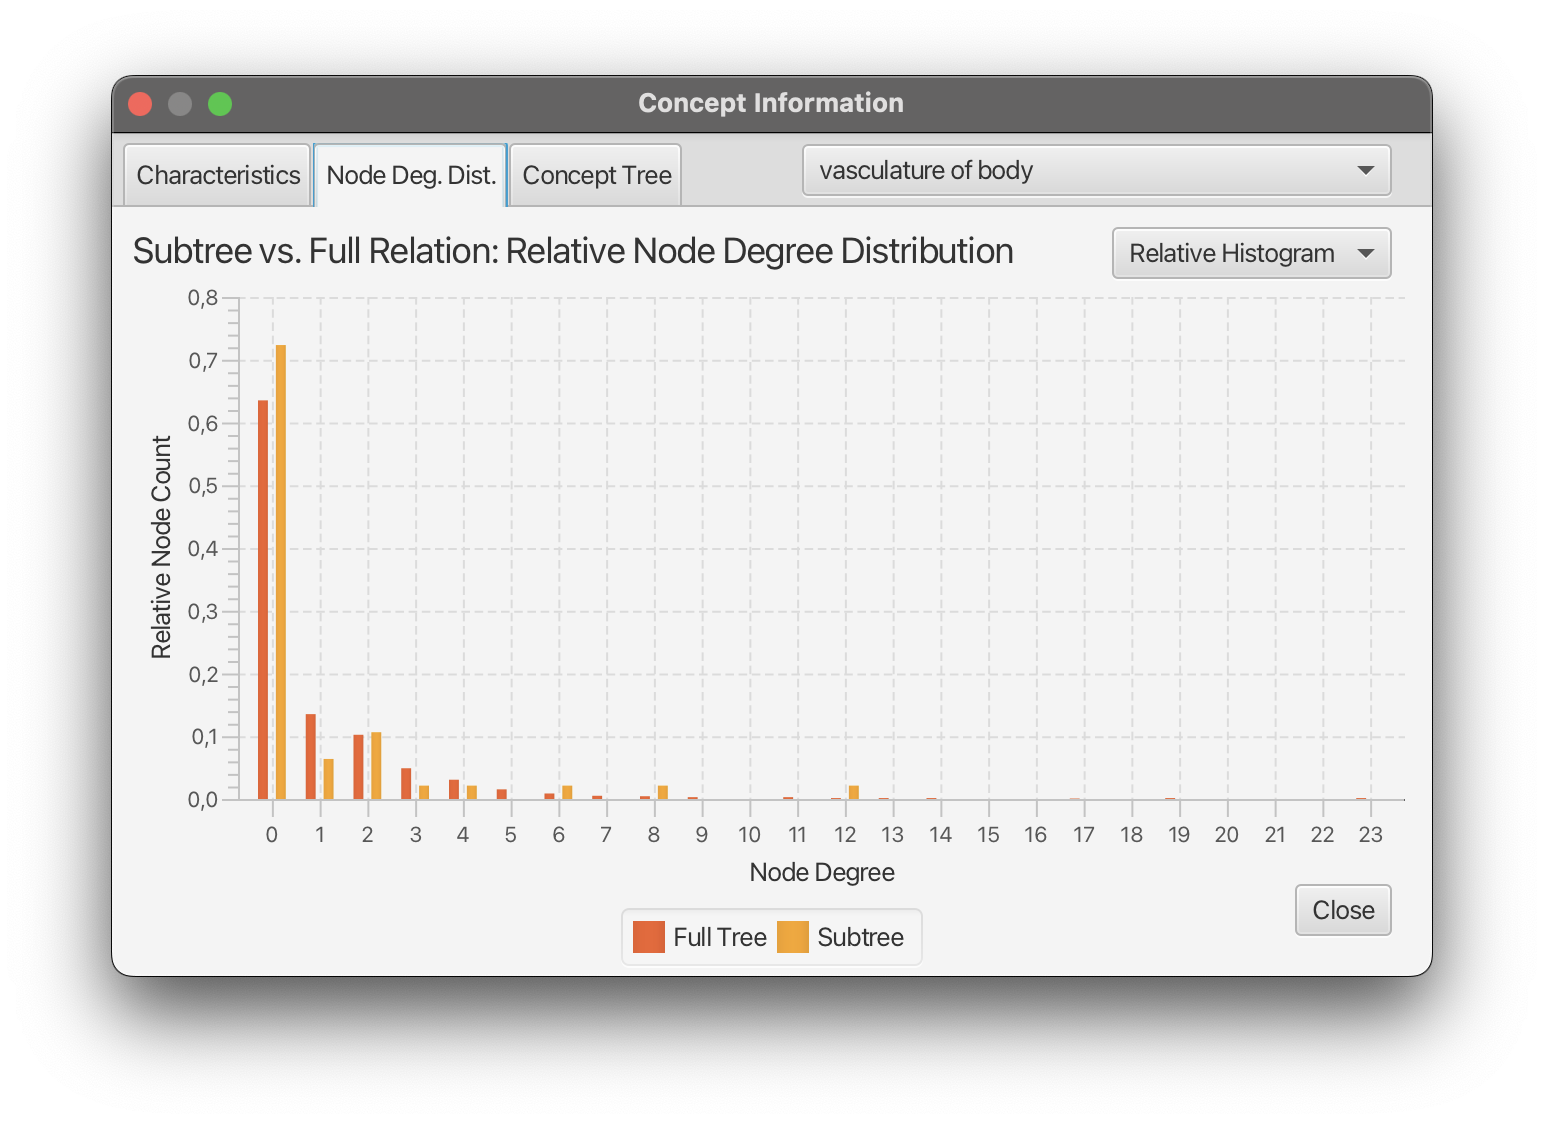 Concept Information
Characteristics Node Deg. Dist. Concept Tree vasculature of body
Subtree vs. Full Relation: Relative Node Degree Distribution Relative Histogram
0,8
0,7
0,6
0,5
0,4
0,3
0,2
0,1
0,0
Relative Node Count
0 1 2 3 4 5 6 7 8 9 10 11 12 13 14 15 16 17 18 19 20 21 22 23
Node Degree
Close
Full Tree Subtree